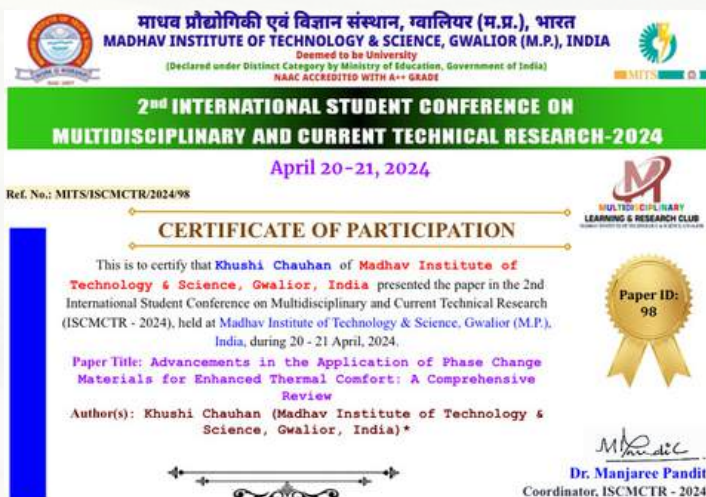 माधव प्रौद्योगिकी एवं विज्ञान संस्थान, ग्वालियर (म.प्र.), भारत
MADHAV INSTITUTE OF TECHNOLOGY & SCIENCE, GWALIOR (M.P.), INDIA
Deemed to be University
(Declared under Distinct Category by Ministry of Education, Government of India)
NAAC ACCREDITED WITH A++ GRADE
MITS
2nd INTERNATIONAL STUDENT CONFERENCE ON
MULTIDISCIPLINARY AND CURRENT TECHNICAL RESEARCH-2024
April 20-21, 2024
Ref. No.: MITS/ISCMCTR/2024/98
MULTIDISCIPLINARY
LEARNING & RESEARCH CLUB
CERTIFICATE OF PARTICIPATION
This is to certify that Khushi Chauhan of Madhav Institute of
Technology & Science, Gwalior, India presented the paper in the 2nd
International Student Conference on Multidisciplinary and Current Technical Research
(ISCMCTR - 2024), held at Madhav Institute of Technology & Science, Gwalior (M.P.),
India, during 20 - 21 April, 2024.
Paper Title: Advancements in the Application of Phase Change
Materials for Enhanced Thermal Comfort: A Comprehensive
Review
Author(s): Khushi Chauhan (Madhav Institute of Technology &
Science, Gwalior, India)*
Paper ID:
98
Dr. Manjaree Pandit
Coordinator, ISCMCTR - 2024